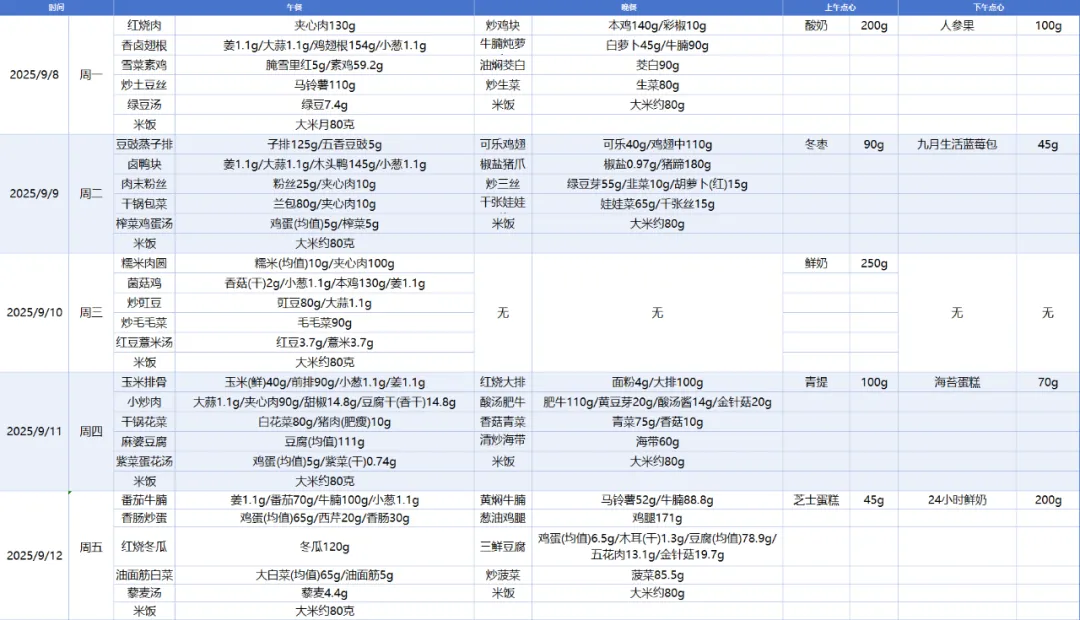 时间 午餐 晚餐 上午点心 下午点心
2025/9/8 周一
红烧肉 夹心肉130g 炒鸡块 本鸡140g/彩椒10g 酸奶 200g 人参果 100g
香卤翅根 姜1.1g/大蒜1.1g/鸡翅根154g/小葱1.1g 牛腩炖萝 白萝卜45g/牛腩90g
雪菜素鸡 腌雪里红5g/素鸡59.2g 油焖茭白 茭白90g
炒土豆丝 马铃薯110g 炒生菜 生菜80g
绿豆汤 绿豆7.4g 米饭 大米约80g
米饭 大米月80克
2025/9/9 周二
豆豉蒸子排 子排125g/五香豆豉5g 可乐鸡翅 可乐40g/鸡翅中110g 冬枣 90g 九月生活蓝莓包 45g
卤鸭块 姜1.1g/大蒜1.1g/木头鸭145g/小葱1.1g 椒盐猪爪 椒盐0.97g/猪蹄180g
肉末粉丝 粉丝25g/夹心肉10g 炒三丝 绿豆芽55g/韭菜10g/胡萝卜(红)15g
干锅包菜 兰包80g/夹心肉10g 千张娃娃 娃娃菜65g/千张丝15g
榨菜鸡蛋汤 鸡蛋(均值)5g/榨菜5g 米饭 大米约80g
米饭 大米约80克
2025/9/10 周三
糯米肉圆 糯米(均值)10g/夹心肉100g 无 无 鲜奶 250g 无 无
菌菇鸡 香菇(干)2g/小葱1.1g/本鸡130g/姜1.1g
炒豇豆 豇豆80g/大蒜1.1g
炒毛毛菜 毛毛菜90g
红豆薏米汤 红豆3.7g/薏米3.7g
米饭 大米约80克
2025/9/11 周四
玉米排骨 玉米(鲜)40g/前排90g/小葱1.1g/姜1.1g 红烧大排 面粉4g/大排100g 青提 100g 海苔蛋糕 70g
小炒肉 大蒜1.1g/夹心肉90g/甜椒14.8g/豆腐干(香干)14.8g 酸汤肥牛 肥牛110g/黄豆芽20g/酸汤酱14g/金针菇20g
干锅花菜 白花菜80g/猪肉(肥瘦)10g 香菇青菜 青菜75g/香菇10g
麻婆豆腐 豆腐(均值)111g 清炒海带 海带60g
紫菜蛋花汤 鸡蛋(均值)5g/紫菜(干)0.74g 米饭 大米约80g
米饭 大米约80克
2025/9/12 周五
番茄牛腩 姜1.1g/番茄70g/牛腩100g/小葱1.1g 黄焖牛腩 马铃薯52g/牛腩88.8g 芝士蛋糕 45g 24小时鲜奶 200g
香肠炒蛋 鸡蛋(均值)65g/西芹20g/香肠30g 葱油鸡腿 鸡腿171g
红烧冬瓜 冬瓜120g 三鲜豆腐 鸡蛋(均值)6.5g/木耳(干)1.3g/豆腐(均值)78.9g/
五花肉13.1g/金针菇19.7g
油面筋白菜 大白菜(均值)65g/油面筋5g 炒菠菜 菠菜85.5g
藜麦汤 藜麦4.4g 米饭 大米约80g
米饭 大米约80克